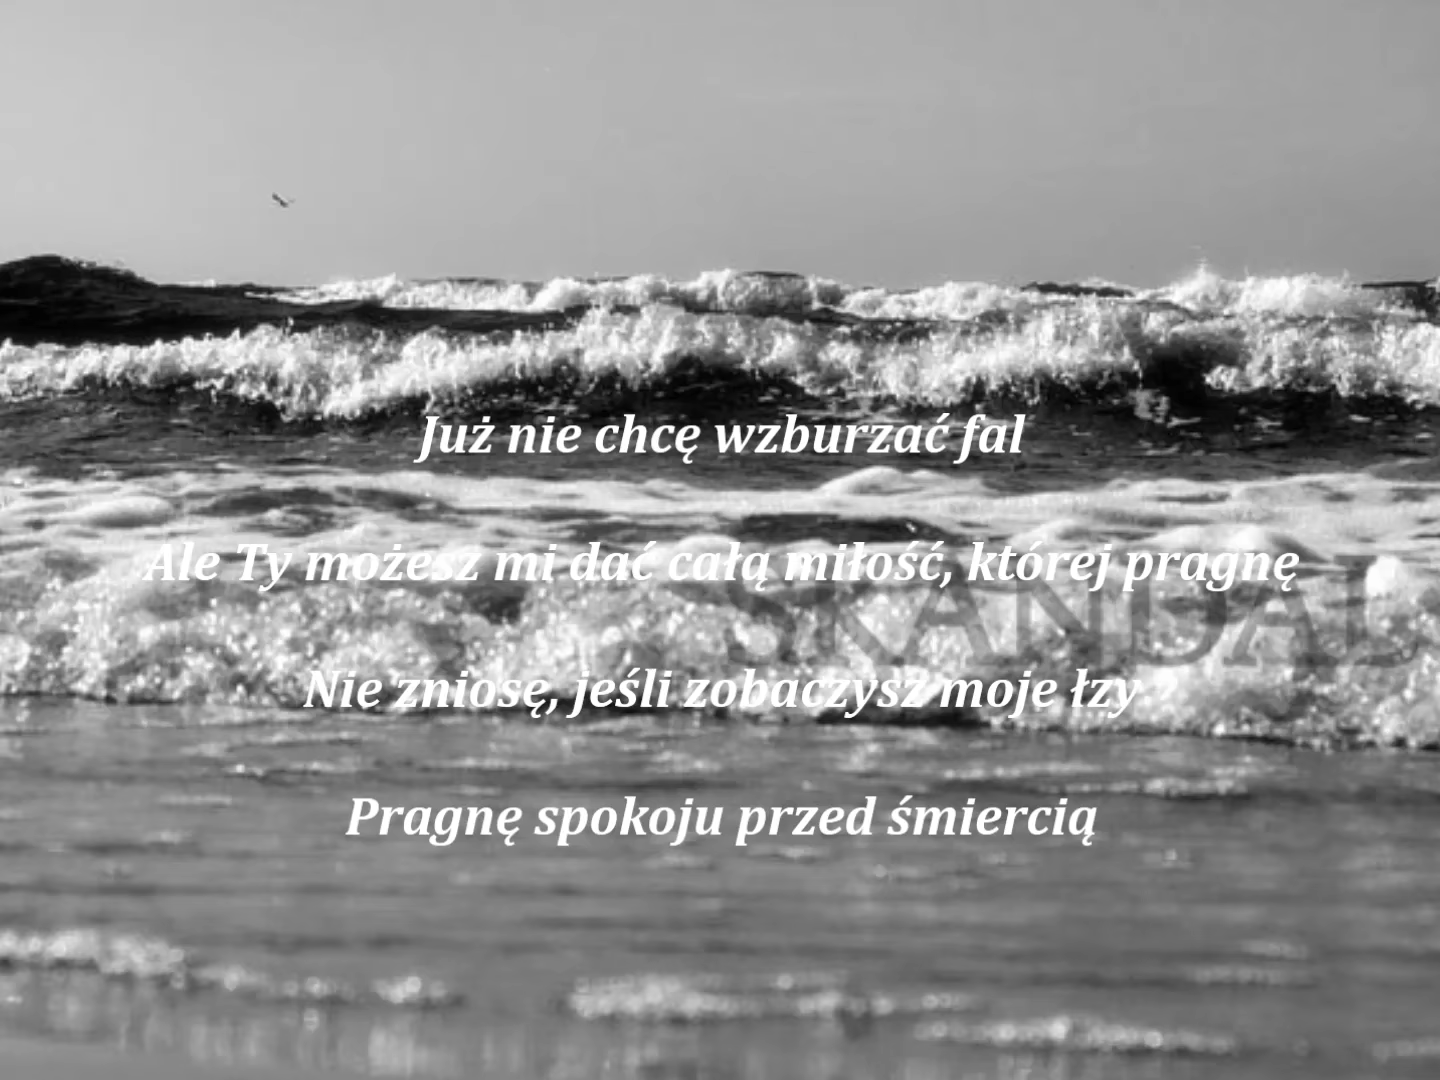 Już nie chcę wzburzać fal
Ale Ty możesz mi dać całą miłość, której pragnę
SKANDAL
Nie zniosę, jeśli zobaczysz moje łzy
Pragnę spokoju przed śmiercią